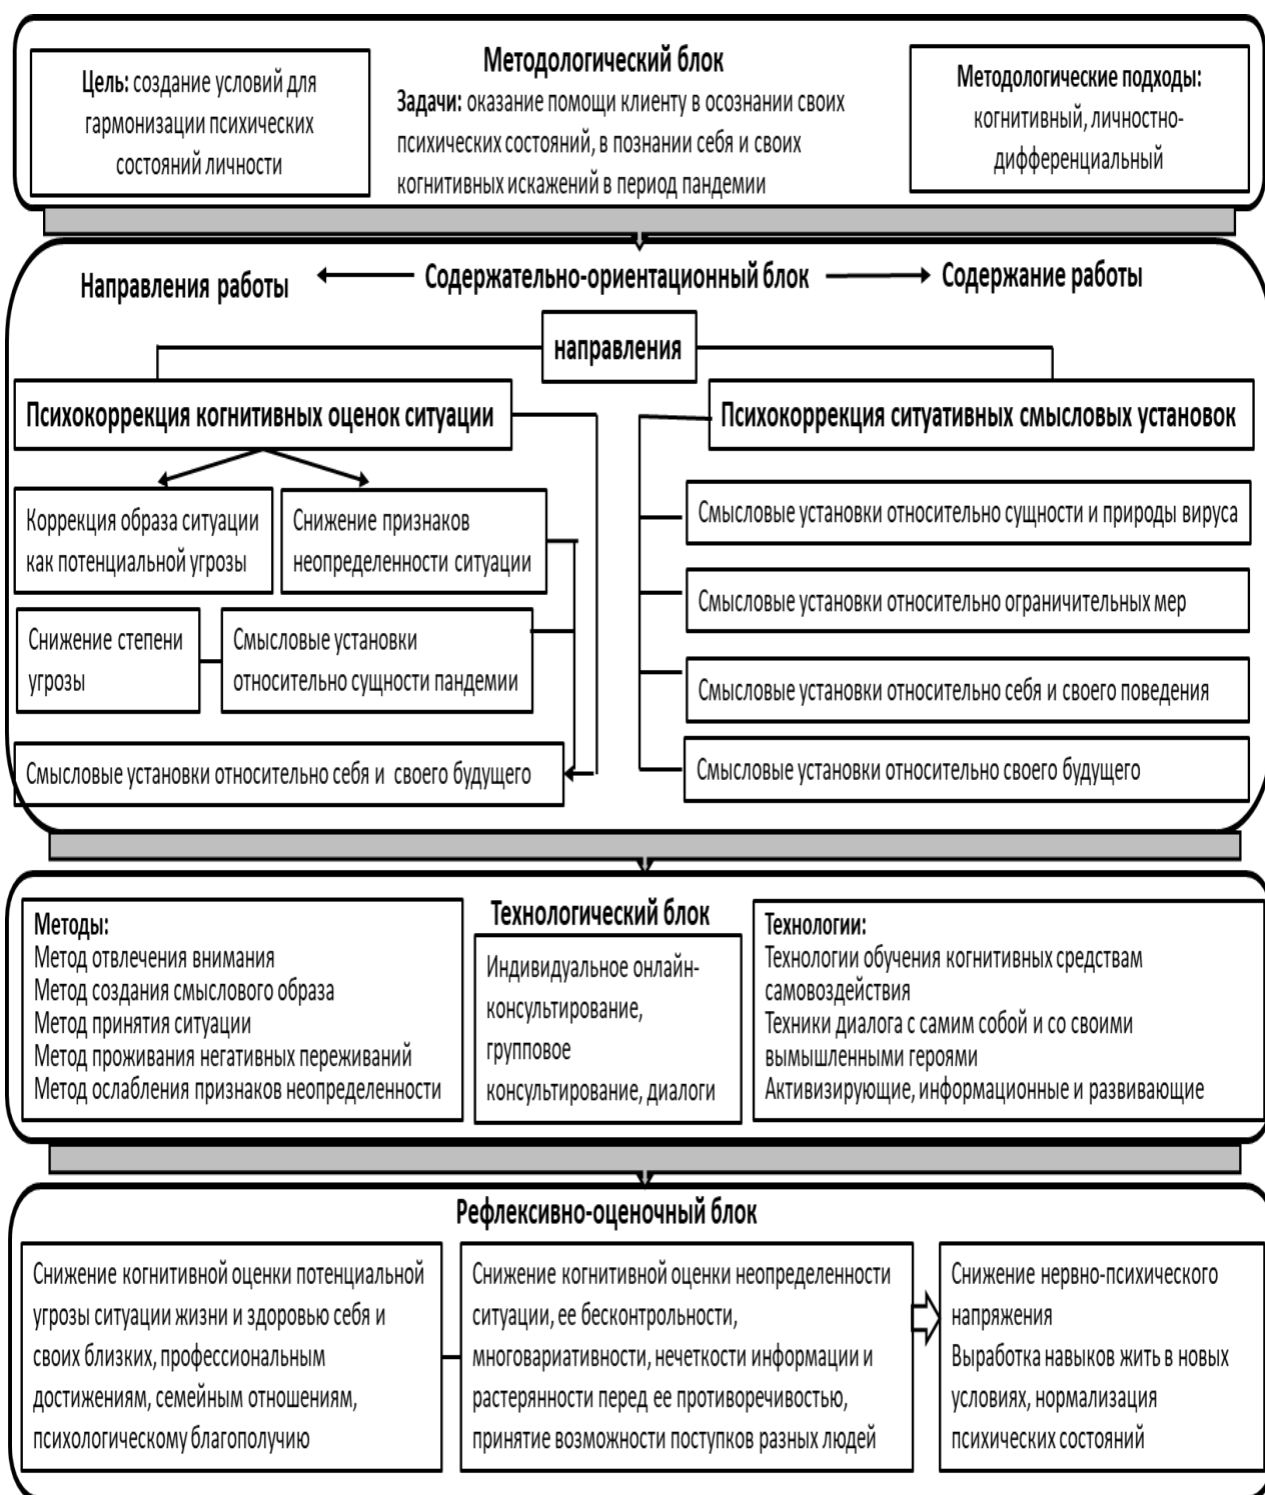 Методологический блок
Цель: создание условий для
гармонизации психических
состояний личности
Задачи: оказание помощи клиенту в осознании своих
психических состояний, в познании себя и своих
когнитивных искажений в период пандемии
Методологические подходы:
когнитивный, личностно-
дифференциальный
Направления работы
Содержательно-ориентационный блок
Содержание работы
направления
Психокоррекция когнитивных оценок ситуации
Психокоррекция ситуативных смысловых установок
Коррекция образа ситуации
как потенциальной угрозы
Снижение признаков
неопределенности ситуации
Снижение степени
угрозы
Смысловые установки
относительно сущности пандемии
Смысловые установки относительно себя и своего будущего
Смысловые установки относительно сущности и природы вируса
Смысловые установки относительно ограничительных мер
Смысловые установки относительно себя и своего поведения
Смысловые установки относительно своего будущего
Технологический блок
Методы:
Метод отвлечения внимания
Метод создания смыслового образа
Метод принятия ситуации
Метод проживания негативных переживаний
Метод ослабления признаков неопределенности
Индивидуальное онлайн-
консультирование,
групповое
консультирование, диалоги
Технологии:
Технологии обучения когнитивных средствам
самовоздействия
Техники диалога с самим собой и со своими
вымышленными героями
Активизирующие, информационные и развивающие
Рефлексивно-оценочный блок
Снижение когнитивной оценки потенциальной
угрозы ситуации жизни и здоровью себя и
своих близких, профессиональным
достижениям, семейным отношениям,
психологическому благополучию
Снижение когнитивной оценки неопределенности
ситуации, ее бесконтрольности,
многовариативности, нечеткости информации и
растерянности перед ее противоречивостью,
принятие возможности поступков разных людей
Снижение нервно-психического
напряжения
Выработка навыков жить в новых
условиях, нормализация
психических состояний